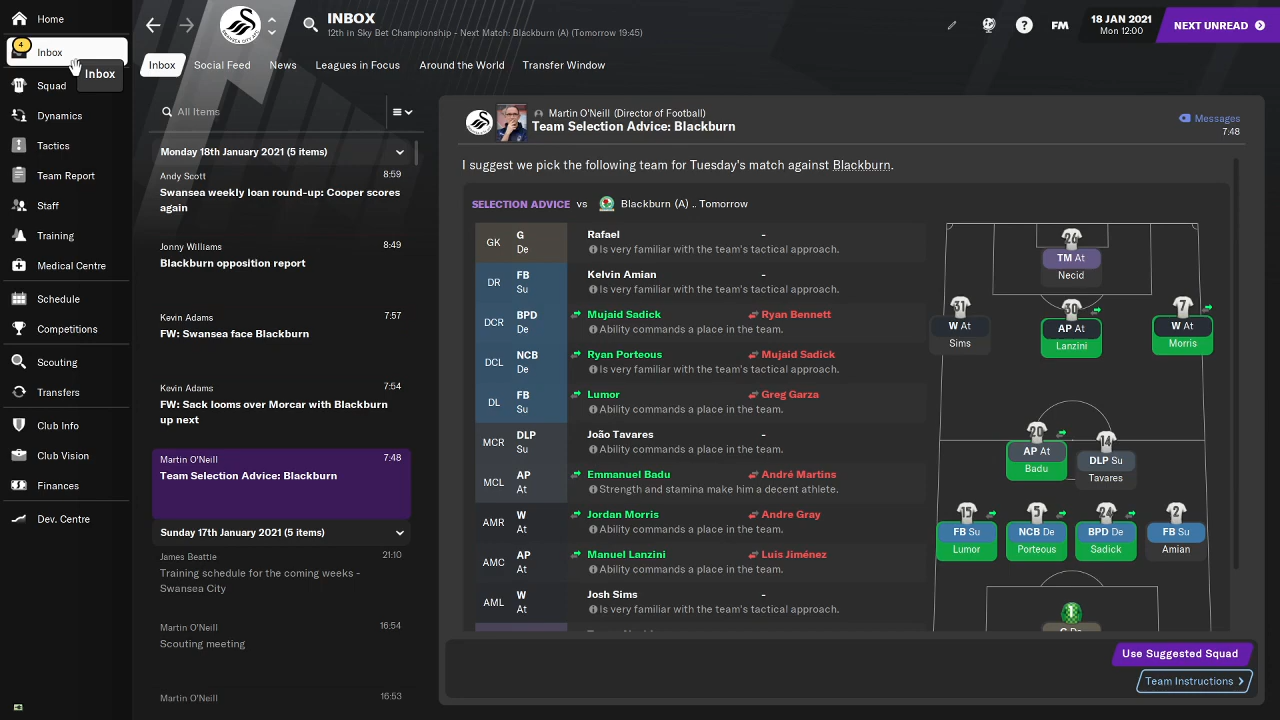 Home
4
Inbox
Inbox
Squad
Dynamics
Tactics
Team Report
Staff
Training
Medical Centre
Schedule
Competitions
Scouting
Transfers
Club Info
Club Vision
Finances
Dev. Centre
INBOX
12th in Sky Bet Championship - Next Match: Blackburn (A) (Tomorrow 19:45)
FM
18 JAN 2021
Mon 12:00
NEXT UNREAD
Inbox Social Feed News Leagues in Focus Around the World Transfer Window
All Items
Monday 18th January 2021 (5 items)
Andy Scott 8:59
Swansea weekly loan round-up: Cooper scores
again
Jonny Williams 8:49
Blackburn opposition report
Kevin Adams 7:57
FW: Swansea face Blackburn
Kevin Adams 7:54
FW: Sack looms over Morcar with Blackburn
up next
Martin O'Neill 7:48
Team Selection Advice: Blackburn
Sunday 17th January 2021 (5 items)
James Beattie 21:10
Training schedule for the coming weeks -
Swansea City
Martin O'Neill 16:54
Scouting meeting
Martin O'Neill 16:53
Martin O'Neill (Director of Football)
Team Selection Advice: Blackburn
Messages
7:48
I suggest we pick the following team for Tuesday's match against Blackburn.
SELECTION ADVICE vs Blackburn (A) .. Tomorrow
GK G De Rafael -
Is very familiar with the team's tactical approach.
DR FB Su Kelvin Amian -
Is very familiar with the team's tactical approach.
DCR BPD De Mujaid Sadick Ryan Bennett
Ability commands a place in the team.
DCL NCB De Ryan Porteous Mujaid Sadick
Is very familiar with the team's tactical approach.
DL FB Su Lumor Greg Garza
Ability commands a place in the team.
MCR DLP Su João Tavares -
Ability commands a place in the team.
MCL AP At Emmanuel Badu André Martins
Strength and stamina make him a decent athlete.
AMR W At Jordan Morris Andre Gray
Ability commands a place in the team.
AMC AP At Manuel Lanzini Luis Jiménez
Ability commands a place in the team.
AML W At Josh Sims -
Is very familiar with the team's tactical approach.
26
TM At
Necid
31 30 7
W At AP At W At
Sims Lanzini Morris
20 14
AP At DLP Su
Badu Tavares
15 5 24 2
FB Su NCB De BPD De FB Su
Lumor Porteous Sadick Amian
1
G De
Use Suggested Squad
Team Instructions